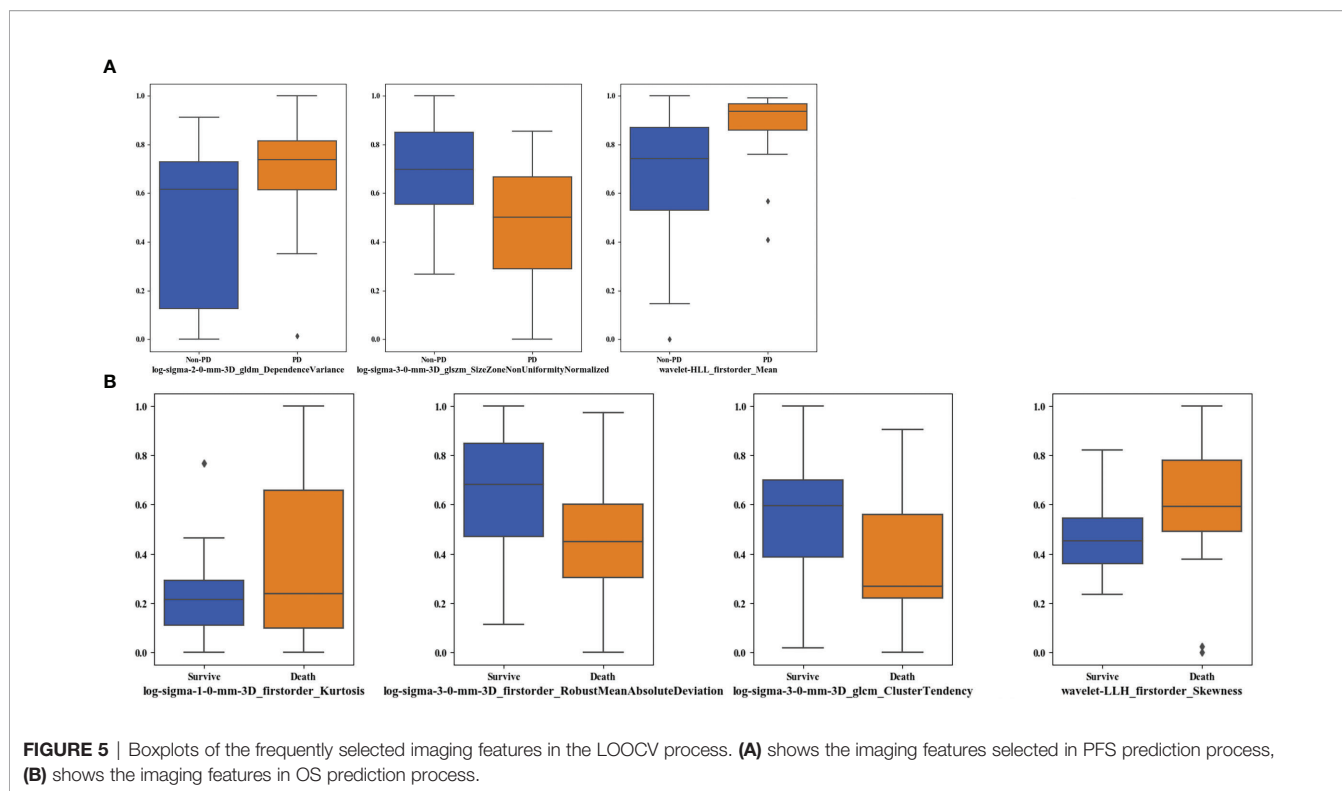 A
1.0 1.0 1.0
0.8 0.8 0.8
0.6 0.6 0.6
0.4 0.4 0.4
0.2 0.2 0.2
0.0 0.0 0.0
Non-PD PD Non-PD PD Non-PD PD
log-sigma-2-0-mm-3D_gldm_DependenceVariance log-sigma-3-0-mm-3D_glszm_SizeZoneNonUniformityNormalized wavelet-HLL_firstorder_Mean
B
1.0 1.0 1.0 1.0
0.8 0.8 0.8 0.8
0.6 0.6 0.6 0.6
0.4 0.4 0.4 0.4
0.2 0.2 0.2 0.2
0.0 0.0 0.0 0.0
Survive Death Survive Death Survive Death Survive Death
log-sigma-1-0-mm-3D_firstorder_Kurtosis log-sigma-3-0-mm-3D_firstorder_RobustMeanAbsoluteDeviation log-sigma-3-0-mm-3D_glcm_ClusterTendency wavelet-LLH_firstorder_Skewness
FIGURE 5 | Boxplots of the frequently selected imaging features in the LOOCV process. (A) shows the imaging features selected in PFS prediction process,
(B) shows the imaging features in OS prediction process.